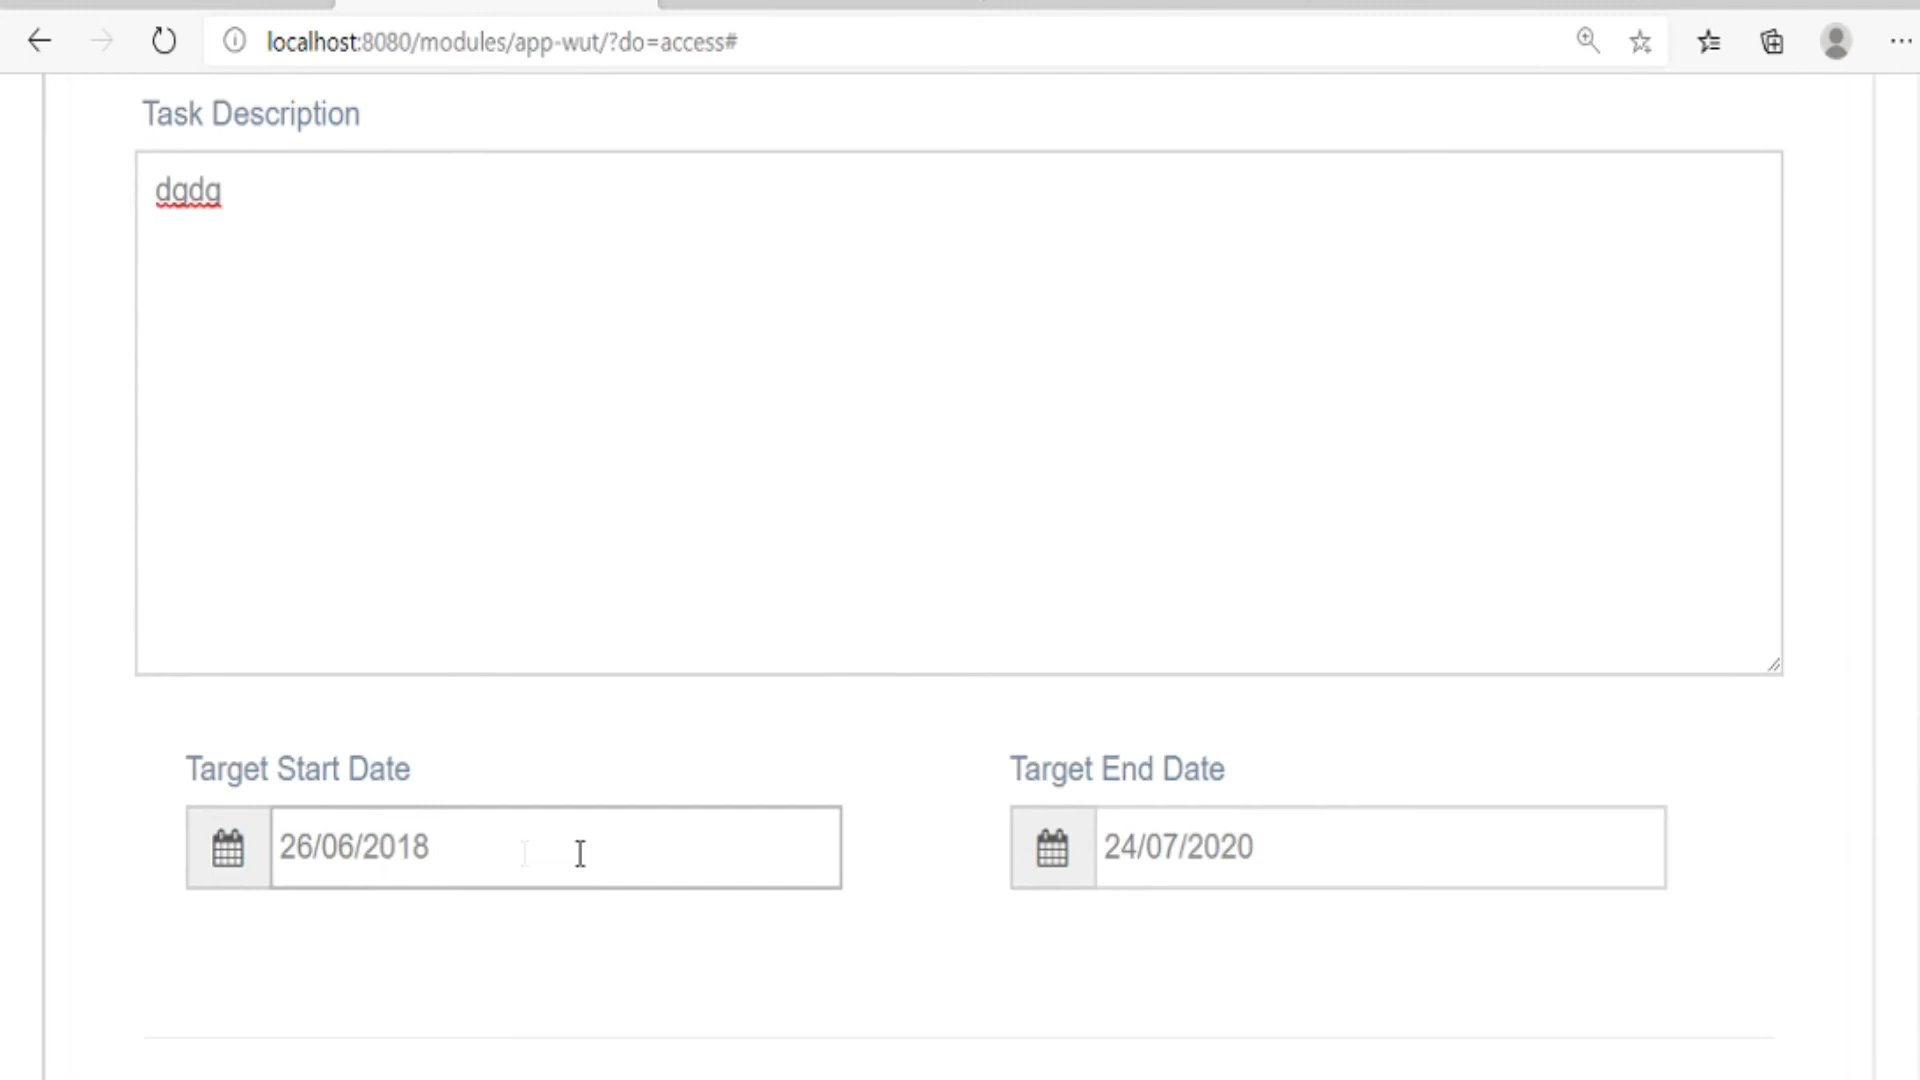 localhost:8080/modules/app-wut/?do=access#
Task Description
dgdg
Target Start Date
Target End Date
26/06/2018
24/07/2020